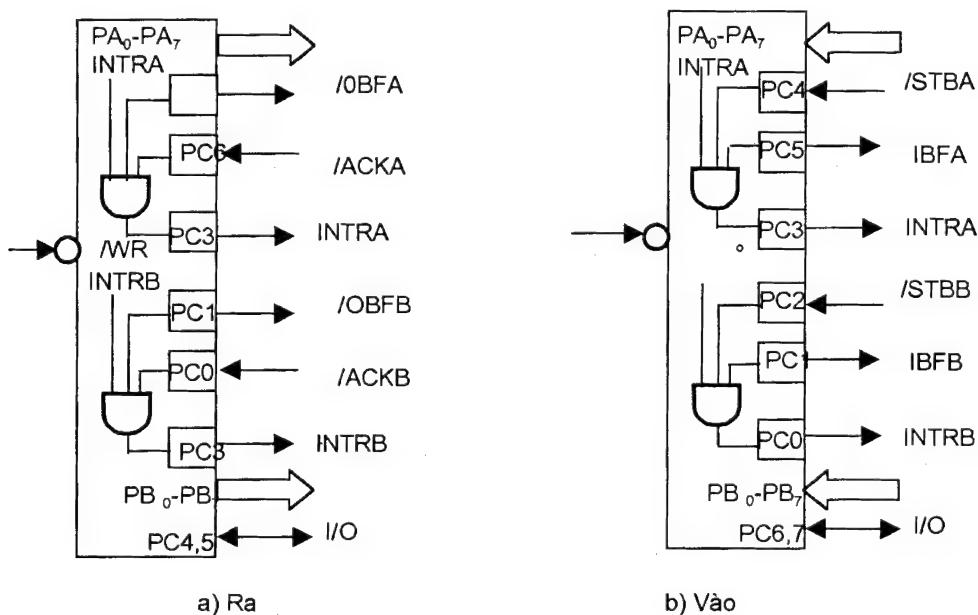 PA0-PA7
INTRA
/0BFA
PC6
/ACKA
PC3
INTRA
/WR
INTRB
PC1
/OBFB
PC0
/ACKB
PC3
INTRB
PB0-PB
PC4,5
I/O
a) Ra
PA0-PA7
INTRA
PC4
/STBA
PC5
IBFA
PC3
INTRA
PC2
/STBB
PC1
IBFB
PC0
INTRB
PB0-PB7
PC6,7
I/O
b) Vào